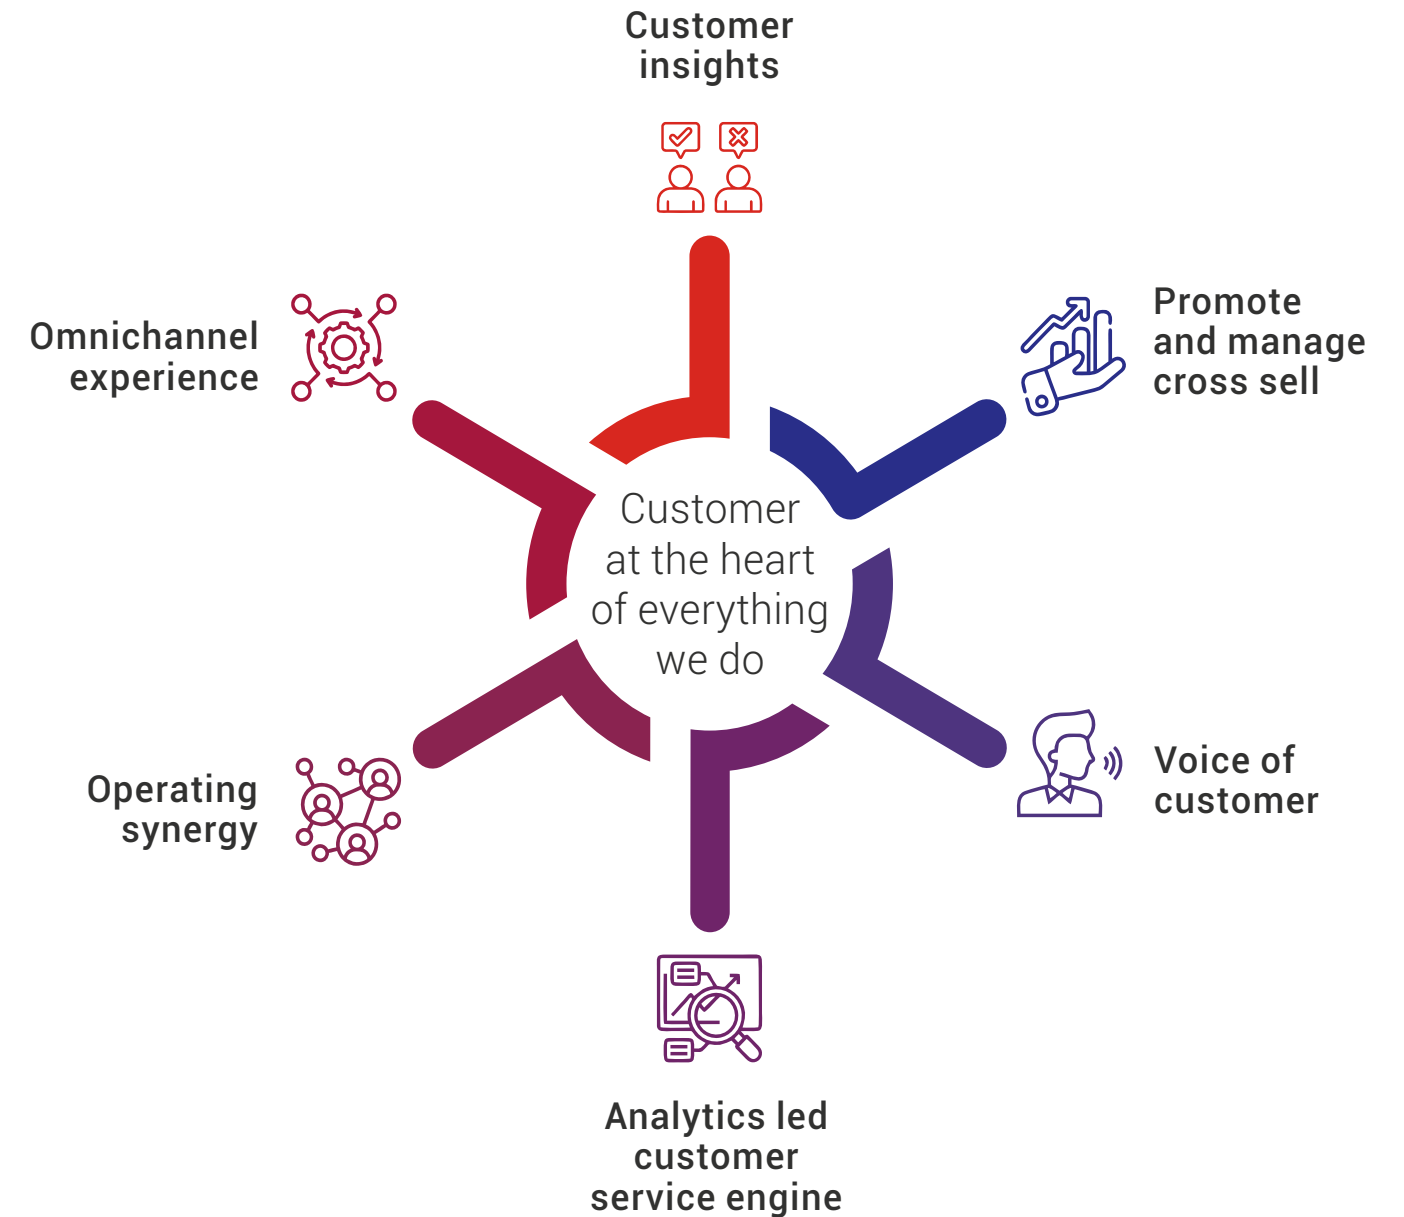 Customer
insights
Promote
and manage
cross sell
Omnichannel
experience
Customer
at the heart
of everything
we do
Voice of
customer
Operating
synergy
Analytics led
customer
service engine